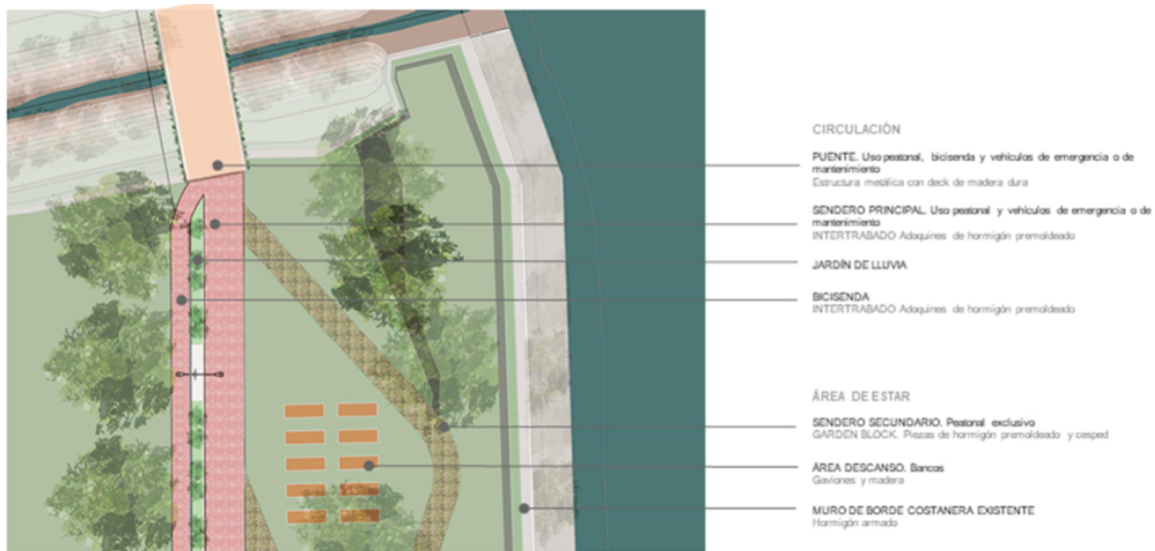 CIRCULACIÓN
PUENTE. Uso peatonal, bicisenda y vehículos de emergencia o de
mantenimiento
Estructura metálica con deck de madera dura
SENDERO PRINCIPAL. Uso peatonal y vehículos de emergencia o de
mantenimiento
INTERTRABADO Adoquines de hormigón premoldeado
JARDÍN DE LLUVIA
BICISENDA
INTERTRABADO Adoquines de hormigón premoldeado
ÁREA DE ESTAR
SENDERO SECUNDARIO. Peatonal exclusivo
GARDEN BLOCK. Piezas de hormigón premoldeado y cesped
ÁREA DESCANSO. Bancos
Gaviones y madera
MURO DE BORDE COSTANERA EXISTENTE
Hormigón armado